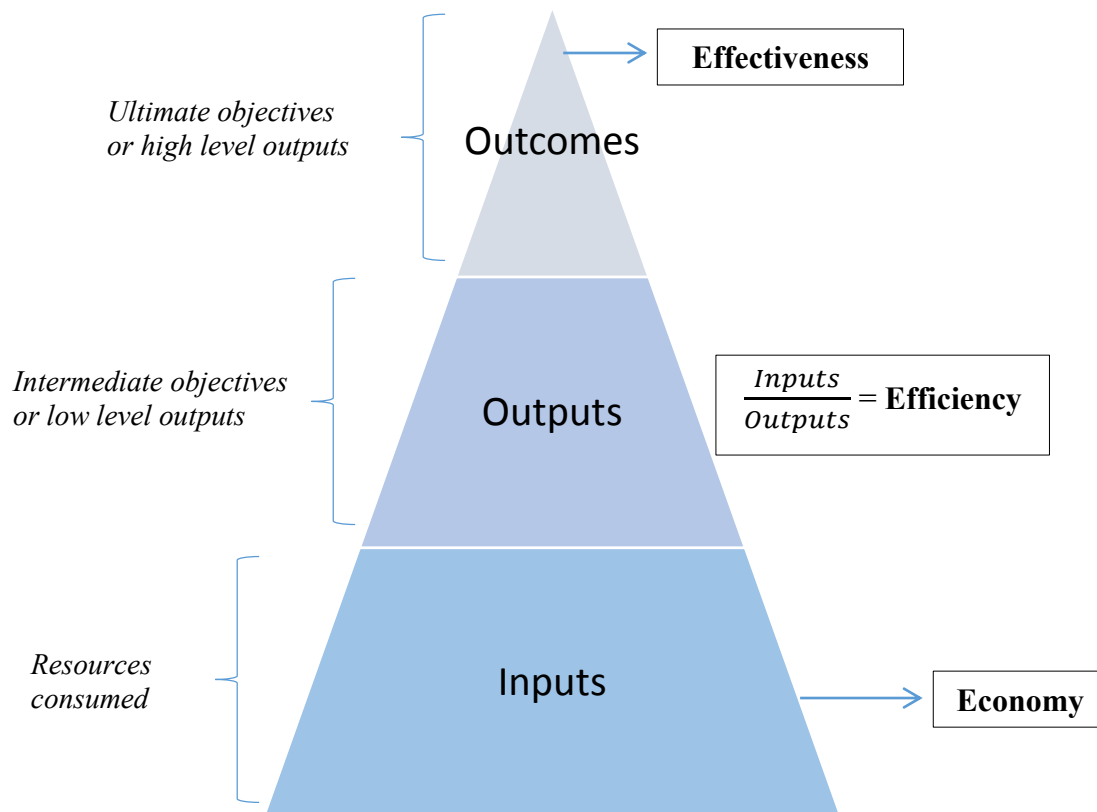 Effectiveness
Ultimate objectives
or high level outputs
Outcomes
Intermediate objectives
or low level outputs
Outputs
Inputs
Outputs
= Efficiency
Resources
consumed
Inputs
Economy